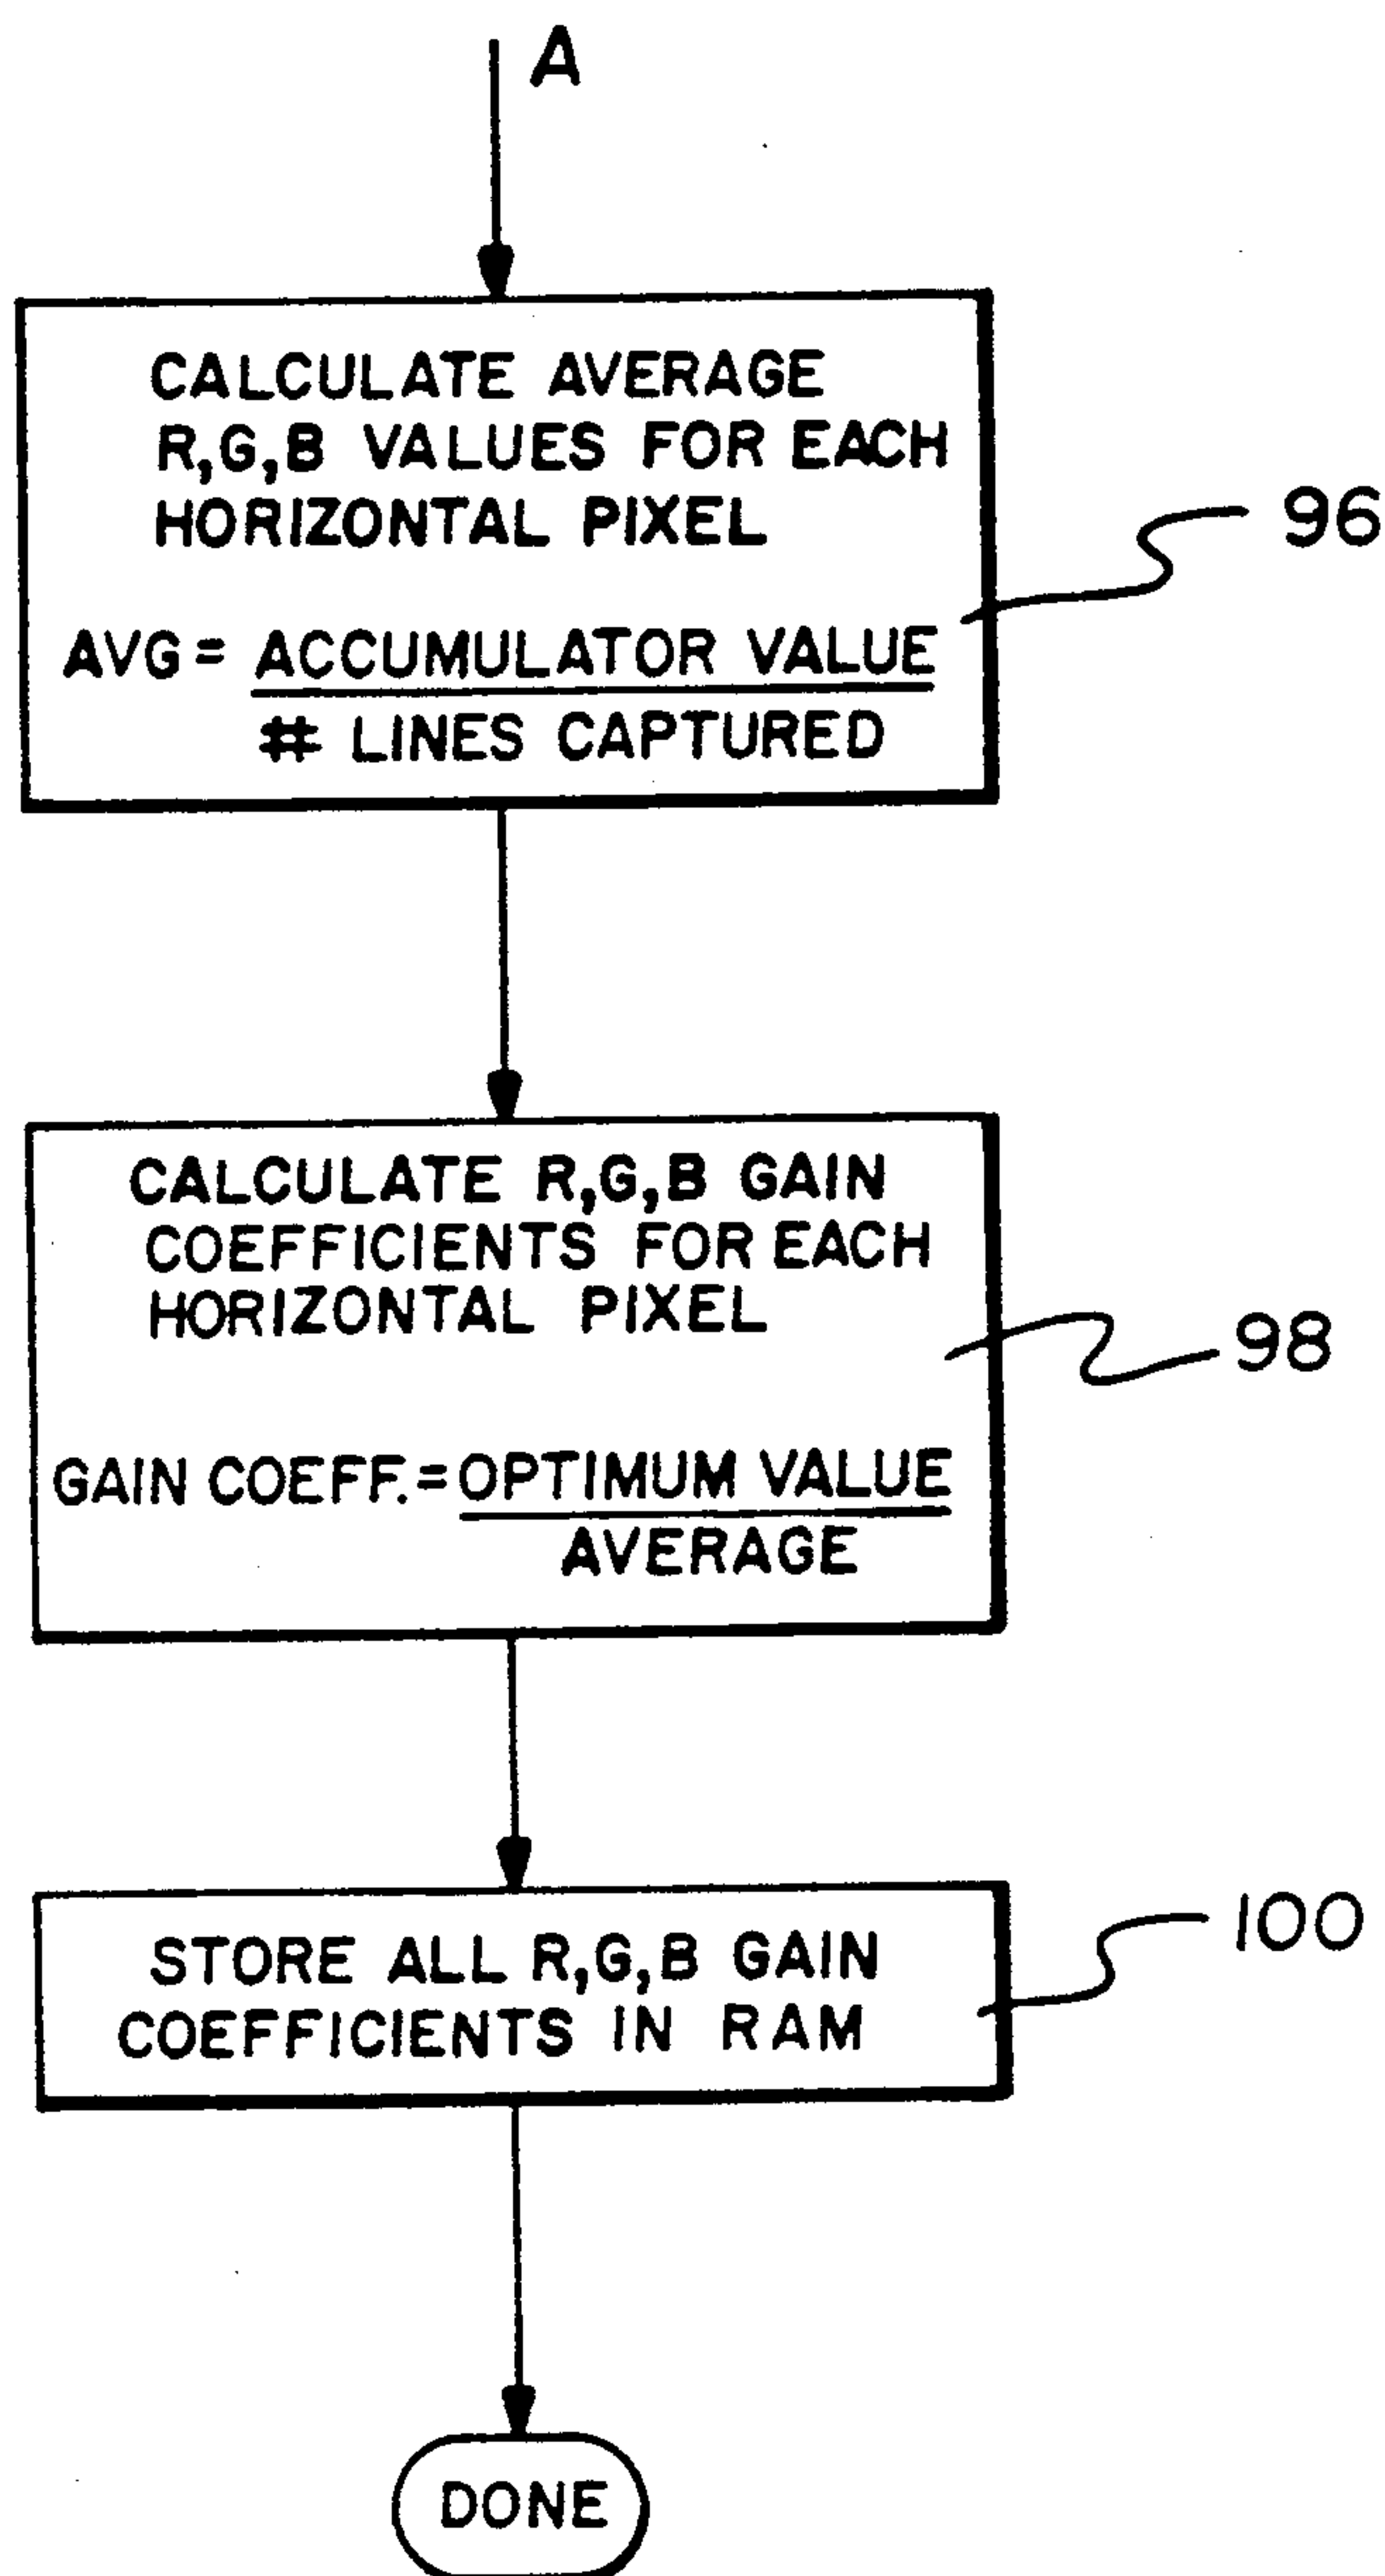 A
CALCULATE AVERAGE
R,G,B VALUES FOR EACH
HORIZONTAL PIXEL
96
AVG = ACCUMULATOR VALUE
# LINES CAPTURED
CALCULATE R,G,B GAIN
COEFFICIENTS FOR EACH
HORIZONTAL PIXEL
98
GAIN COEFF. = OPTIMUM VALUE
AVERAGE
STORE ALL R,G,B GAIN
COEFFICIENTS IN RAM
100
DONE